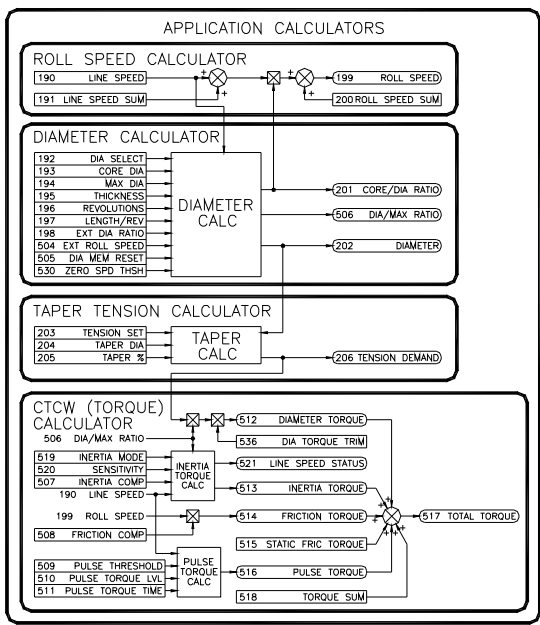 APPLICATION CALCULATORS
ROLL SPEED CALCULATOR
190 LINE SPEED
191 LINE SPEED SUM
+
+
+
+
199 ROLL SPEED
200 ROLL SPEED SUM
DIAMETER CALCULATOR
192 DIA SELECT
193 CORE DIA
194 MAX DIA
195 THICKNESS
196 REVOLUTIONS
197 LENGTH/REV
198 EXT DIA RATIO
504 EXT ROLL SPEED
505 DIA MEM RESET
530 ZERO SPD THSH
DIAMETER
CALC
201 CORE/DIA RATIO
506 DIA/MAX RATIO
202 DIAMETER
TAPER TENSION CALCULATOR
203 TENSION SET
204 TAPER DIA
205 TAPER %
TAPER
CALC
206 TENSION DEMAND
CTCW (TORQUE)
CALCULATOR
506 DIA/MAX RATIO
519 INERTIA MODE
520 SENSITIVITY
507 INERTIA COMP
190 LINE SPEED
INERTIA
TORQUE
CALC
199 ROLL SPEED
508 FRICTION COMP
509 PULSE THRESHOLD
510 PULSE TORQUE LVL
511 PULSE TORQUE TIME
PULSE
TORQUE
CALC
512 DIAMETER TORQUE
536 DIA TORQUE TRIM
521 LINE SPEED STATUS
513 INERTIA TORQUE
514 FRICTION TORQUE
515 STATIC FRIC TORQUE
516 PULSE TORQUE
518 TORQUE SUM
+
+
+
+
+
+
517 TOTAL TORQUE